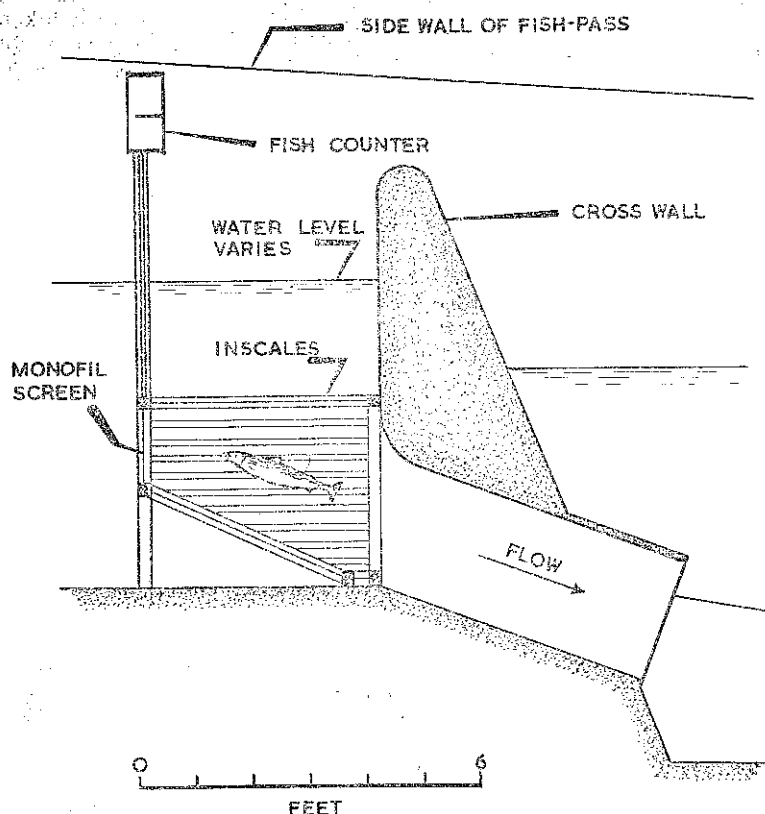 SIDE WALL OF FISH-PASS
FISH COUNTER
CROSS WALL
WATER LEVEL
VARIES
INSCALES
MONOFIL
SCREEN
FLOW
0 6
FEET